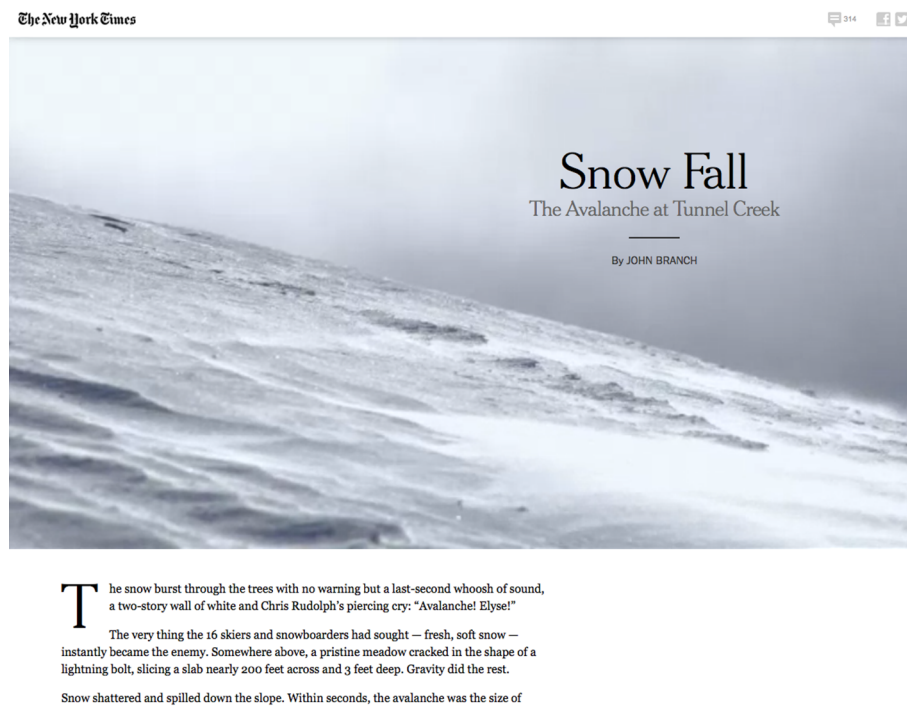 The New York Times
314
Snow Fall
The Avalanche at Tunnel Creek
By JOHN BRANCH
The snow burst through the trees with no warning but a last-second whoosh of sound,
a two-story wall of white and Chris Rudolph’s piercing cry: “Avalanche! Elyse!”
The very thing the 16 skiers and snowboarders had sought — fresh, soft snow —
instantly became the enemy. Somewhere above, a pristine meadow cracked in the shape of a
lightning bolt, slicing a slab nearly 200 feet across and 3 feet deep. Gravity did the rest.
Snow shattered and spilled down the slope. Within seconds, the avalanche was the size of